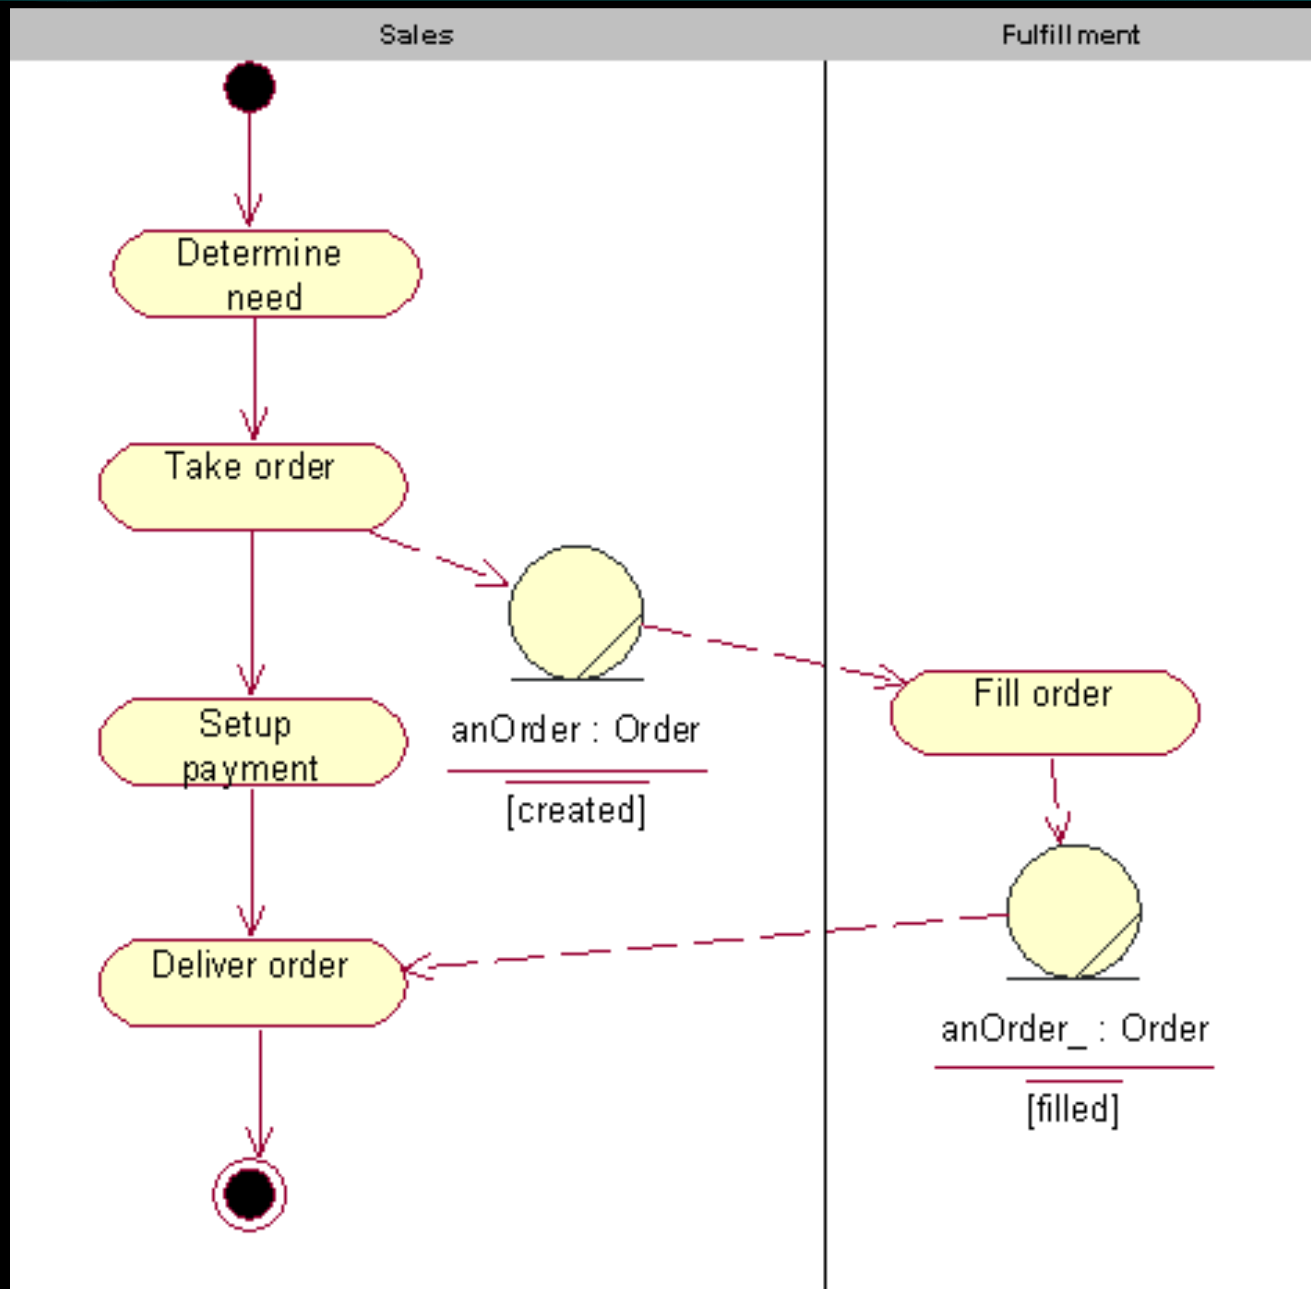 Sales
Fulfillment
Determine
need
Take order
Setup
payment
anOrder : Order
[created]
Fill order
Deliver order
anOrder_ : Order
[filled]